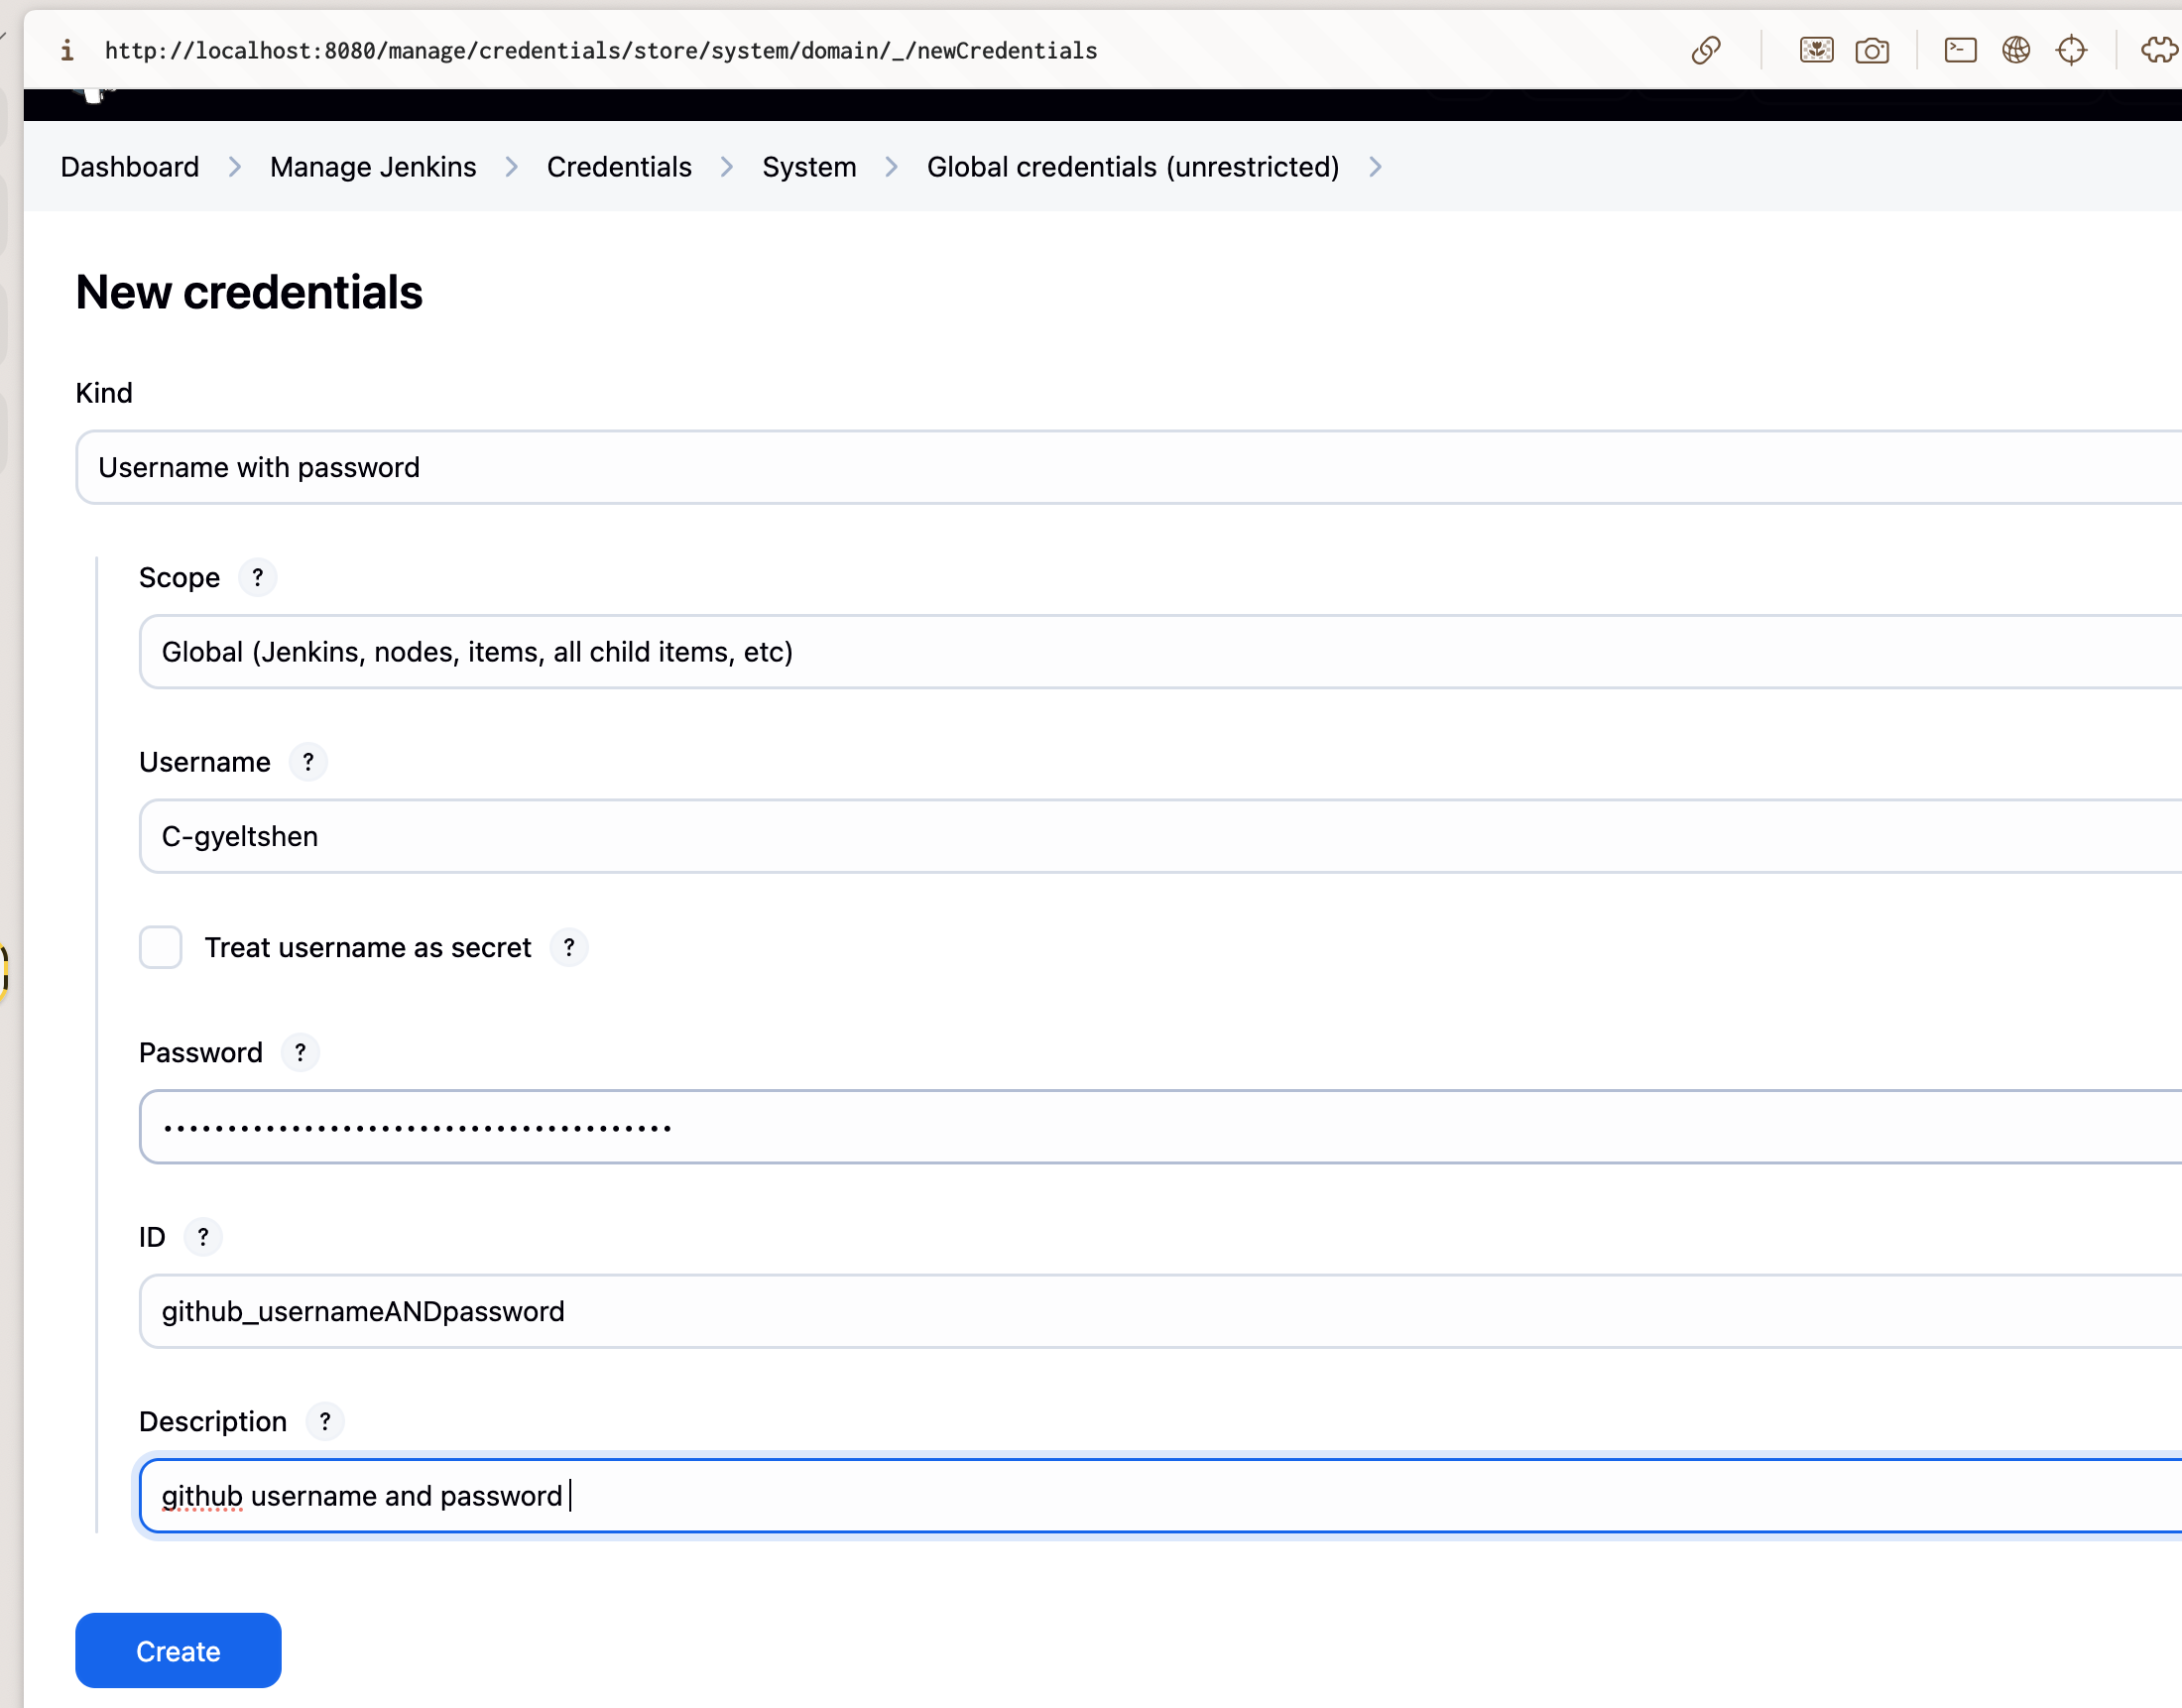 http://localhost:8080/manage/credentials/store/system/domain/_/newCredentials
Dashboard > Manage Jenkins > Credentials > System > Global credentials (unrestricted) >
New credentials
Kind
Username with password
Scope ?
Global (Jenkins, nodes, items, all child items, etc)
Username ?
C-gyeltshen
Treat username as secret ?
Password ?
••••••••••••••••••••••••••••••••••••••••
ID ?
github_usernameANDpassword
Description ?
github username and password
Create